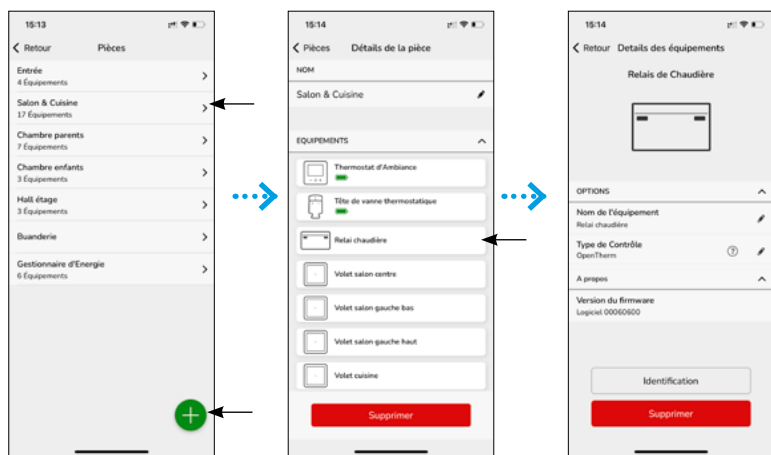 15:13
Retour Pièces
Entrée
4 Équipements
Salon & Cuisine
17 Équipements
Chambre parents
7 Équipements
Chambre enfants
3 Équipements
Hall étage
3 Équipements
Buanderie
Gestionnaire d'Energie
6 Équipements
15:14
Pièces Détails de la pièce
NOM
Salon & Cuisine
EQUIPEMENTS
Thermostat d'Ambiance
Tête de vanne thermostatique
Relai chaudière
Volet salon centre
Volet salon gauche bas
Volet salon gauche haut
Volet cuisine
Supprimer
15:14
Retour Details des équipements
Relais de Chaudière
OPTIONS
Nom de l'équipement
Relai chaudière
Type de Contrôle
OpenTherm
?
A propos
Version du firmware
Logiciel 00060600
Identification
Supprimer